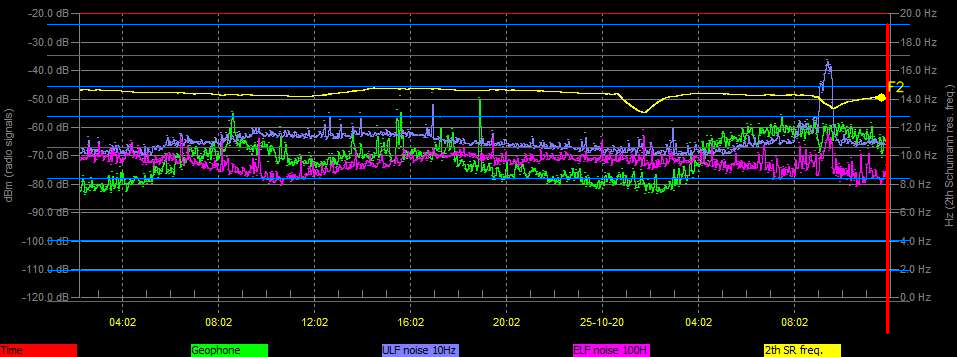 -20.0 dB
-30.0 dB
-40.0 dB
-50.0 dB
-60.0 dB
-70.0 dB
-80.0 dB
-90.0 dB
-100.0 dB
-110.0 dB
-120.0 dB
dBm (radio signals)
20.0 Hz
18.0 Hz
16.0 Hz
14.0 Hz
12.0 Hz
10.0 Hz
8.0 Hz
6.0 Hz
4.0 Hz
2.0 Hz
0.0 Hz
Hz (2th Schumann res. freq.)
F2
04:02 08:02 12:02 16:02 20:02 25-10-20 04:02 08:02
Time Geophone ULF noise 10Hz ELF noise 100H 2th SR freq.